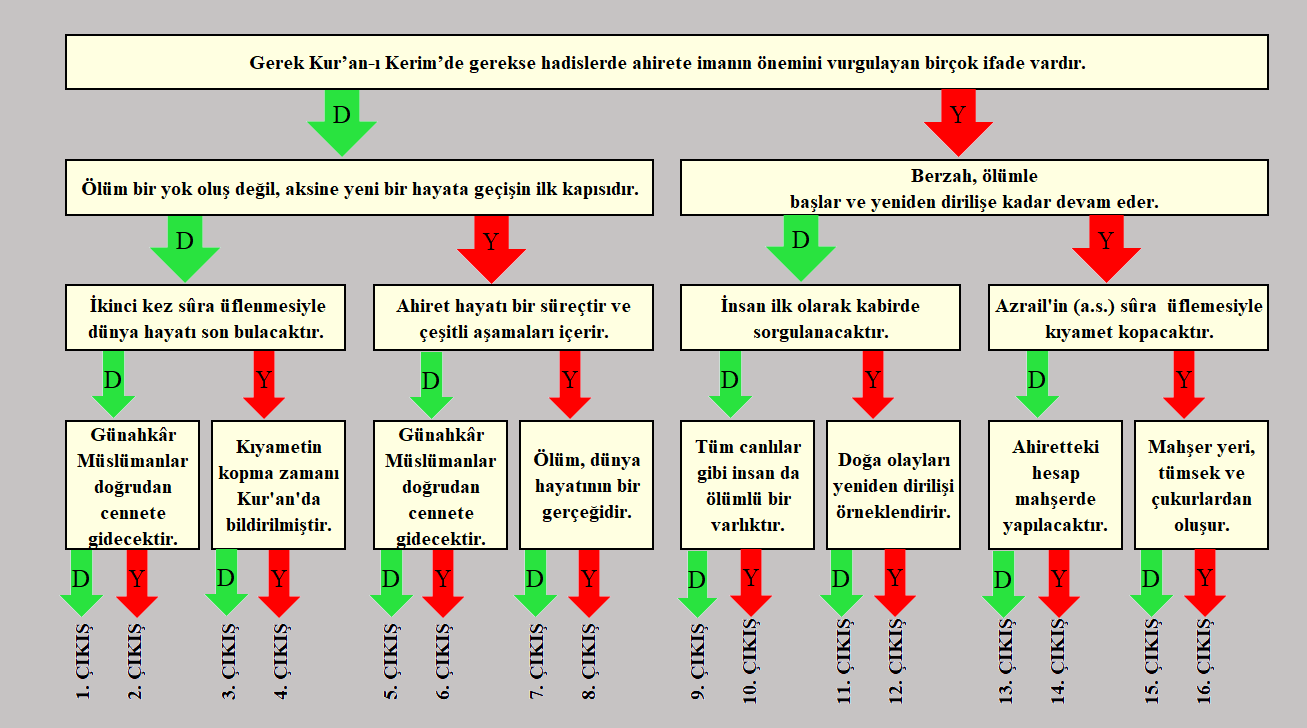 Gerek Kur’an-ı Kerim’de gerekse hadislerde ahirete imanın önemini vurgulayan birçok ifade vardır.
D
Y
Ölüm bir yok oluş değil, aksine yeni bir hayata geçişin ilk kapısıdır.
Berzah, ölümle
başlar ve yeniden dirilişe kadar devam eder.
D
Y
D
Y
İkinci kez sûra üflenmesiyle
dünya hayatı son bulacaktır.
Ahiret hayatı bir süreçtir ve
çeşitli aşamaları içerir.
İnsan ilk olarak kabirde
sorgulanacaktır.
Azrail'in (a.s.) sûra üflemesiyle
kıyamet kopacaktır.
D
Y
D
Y
D
Y
D
Y
Günahkâr
Müslümanlar
doğrudan
cennete
gidecektir.
Kıyametin
kopma zamanı
Kur'an'da
bildirilmiştir.
Günahkâr
Müslümanlar
doğrudan
cennete
gidecektir.
Ölüm, dünya
hayatının bir
gerçeğidir.
Tüm canlılar
gibi insan da
ölümlü bir
varlıktır.
Doğa olayları
yeniden dirilişi
örneklendirir.
Ahiretteki
hesap
mahşerde
yapılacaktır.
Mahşer yeri,
tümsek ve
çukurlardan
oluşur.
D
Y
D
Y
D
Y
D
Y
D
Y
D
Y
D
Y
D
Y
1. ÇIKIŞ
2. ÇIKIŞ
3. ÇIKIŞ
4. ÇIKIŞ
5. ÇIKIŞ
6. ÇIKIŞ
7. ÇIKIŞ
8. ÇIKIŞ
9. ÇIKIŞ
10. ÇIKIŞ
11. ÇIKIŞ
12. ÇIKIŞ
13. ÇIKIŞ
14. ÇIKIŞ
15. ÇIKIŞ
16. ÇIKIŞ